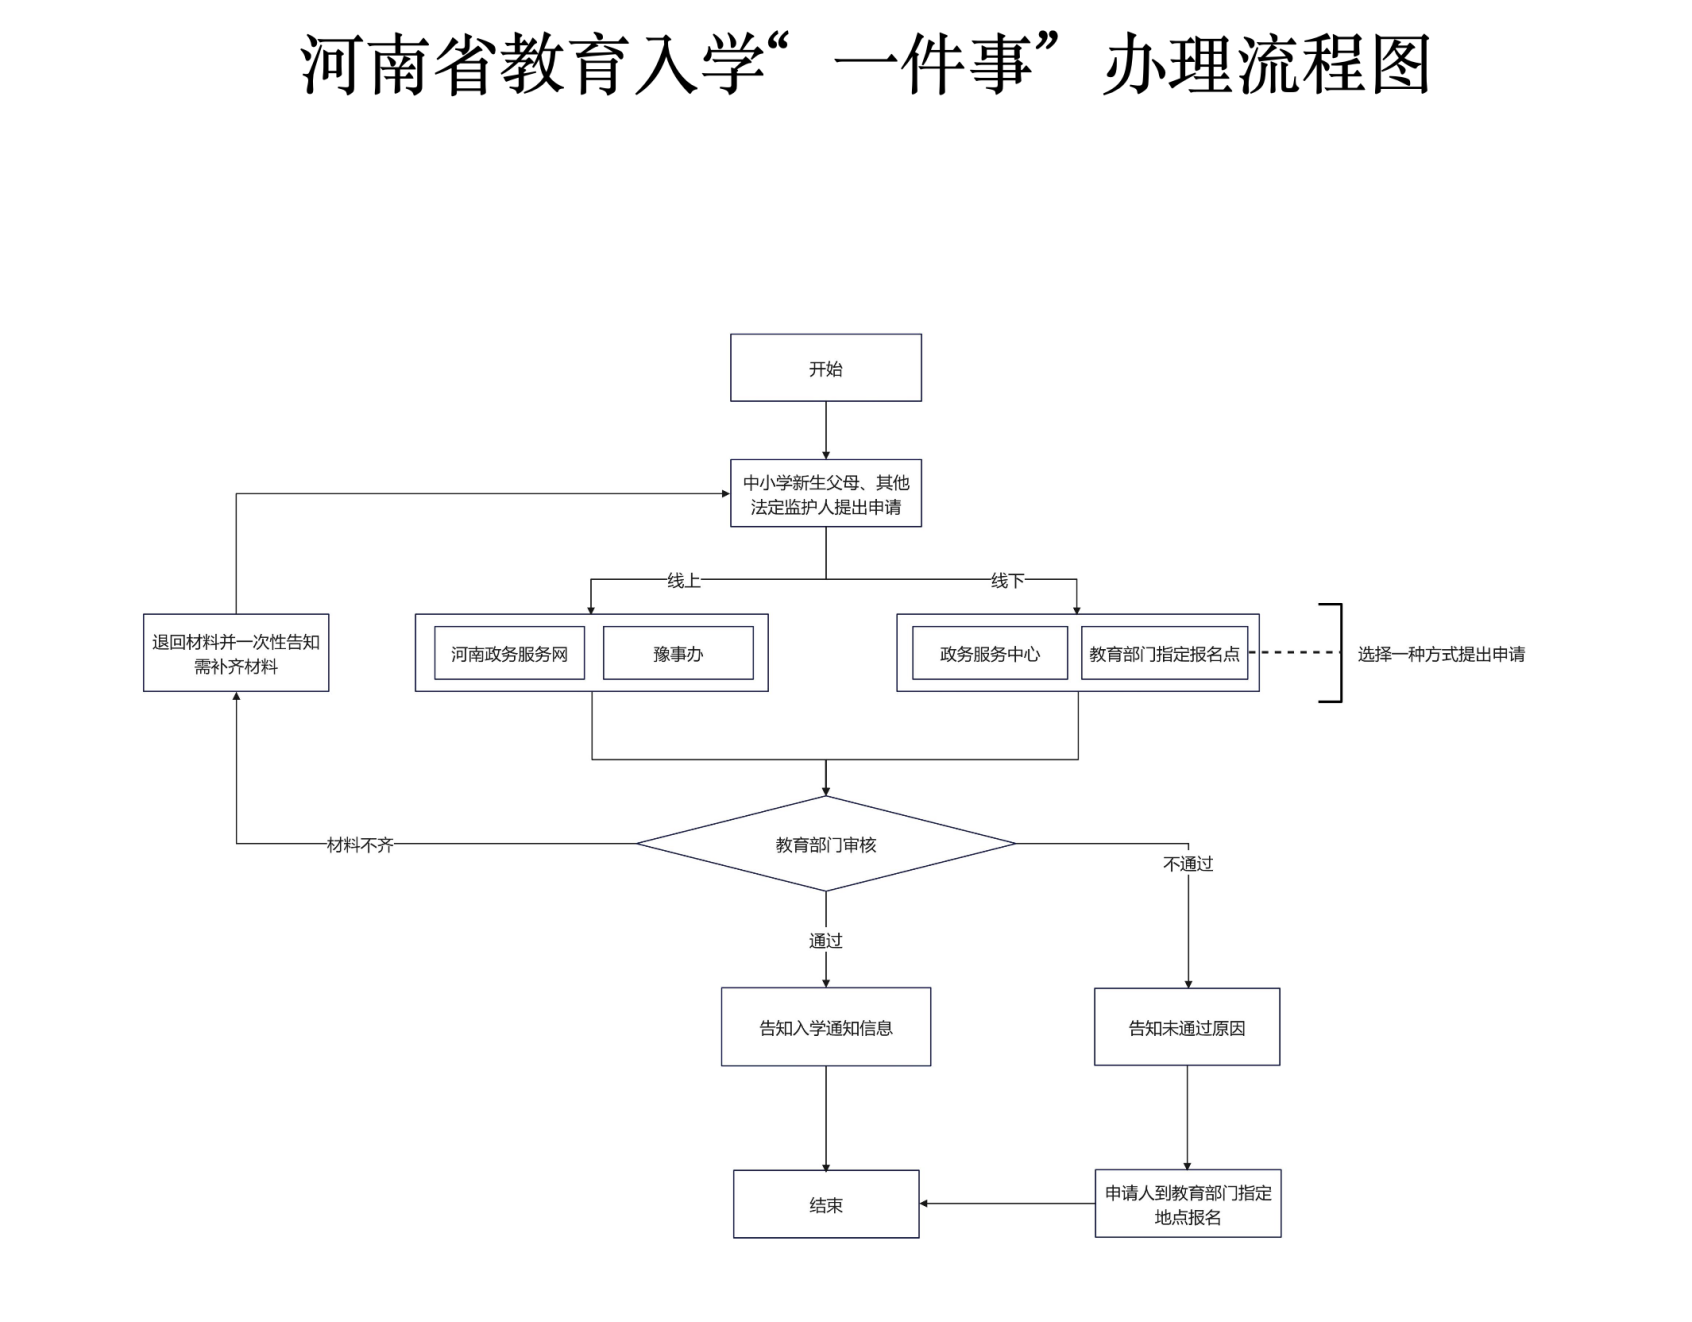 河南省教育入学“一件事”办理流程图
开始
中小学新生父母、其他
法定监护人提出申请
线上
线下
退回材料并一次性告知
需补齐材料
河南政务服务网
豫事办
政务服务中心
教育部门指定报名点
选择一种方式提出申请
材料不齐
教育部门审核
不通过
通过
告知入学通知信息
告知未通过原因
结束
申请人到教育部门指定
地点报名